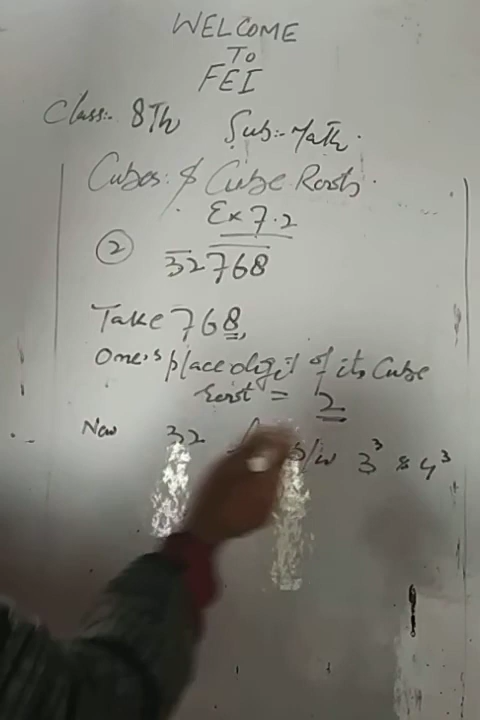 WELCOME
To
FEI
Class:- 8Th Sub:- Math.
Cubes & Cube Roots.
Ex 7.2
② 32768
Take 768,
One,s place digit of its Cube
Root = 2
Now 32 b/w 3³ & 4³